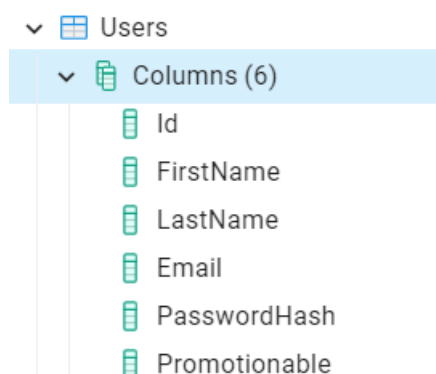 Users
Columns (6)
Id
FirstName
LastName
Email
PasswordHash
Promotionable